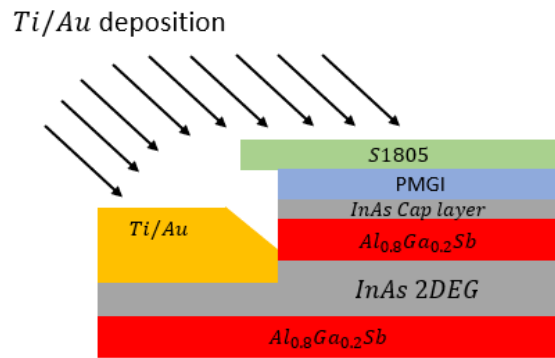 Ti/Au deposition
S1805
PMGI
InAs Cap layer
Ti/Au
Al₀.₈Ga₀.₂Sb
InAs 2DEG
Al₀.₈Ga₀.₂Sb